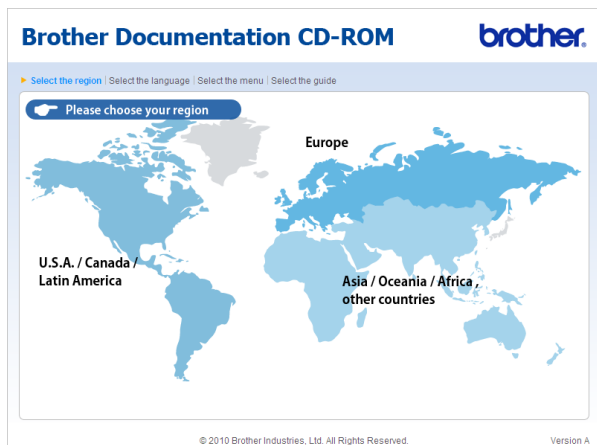 Brother Documentation CD-ROM
brother.
Select the region | Select the language | Select the menu | Select the guide
Please choose your region
Europe
U.S.A. / Canada /
Latin America
Asia / Oceania / Africa ,
other countries
© 2010 Brother Industries, Ltd. All Rights Reserved.
Version A